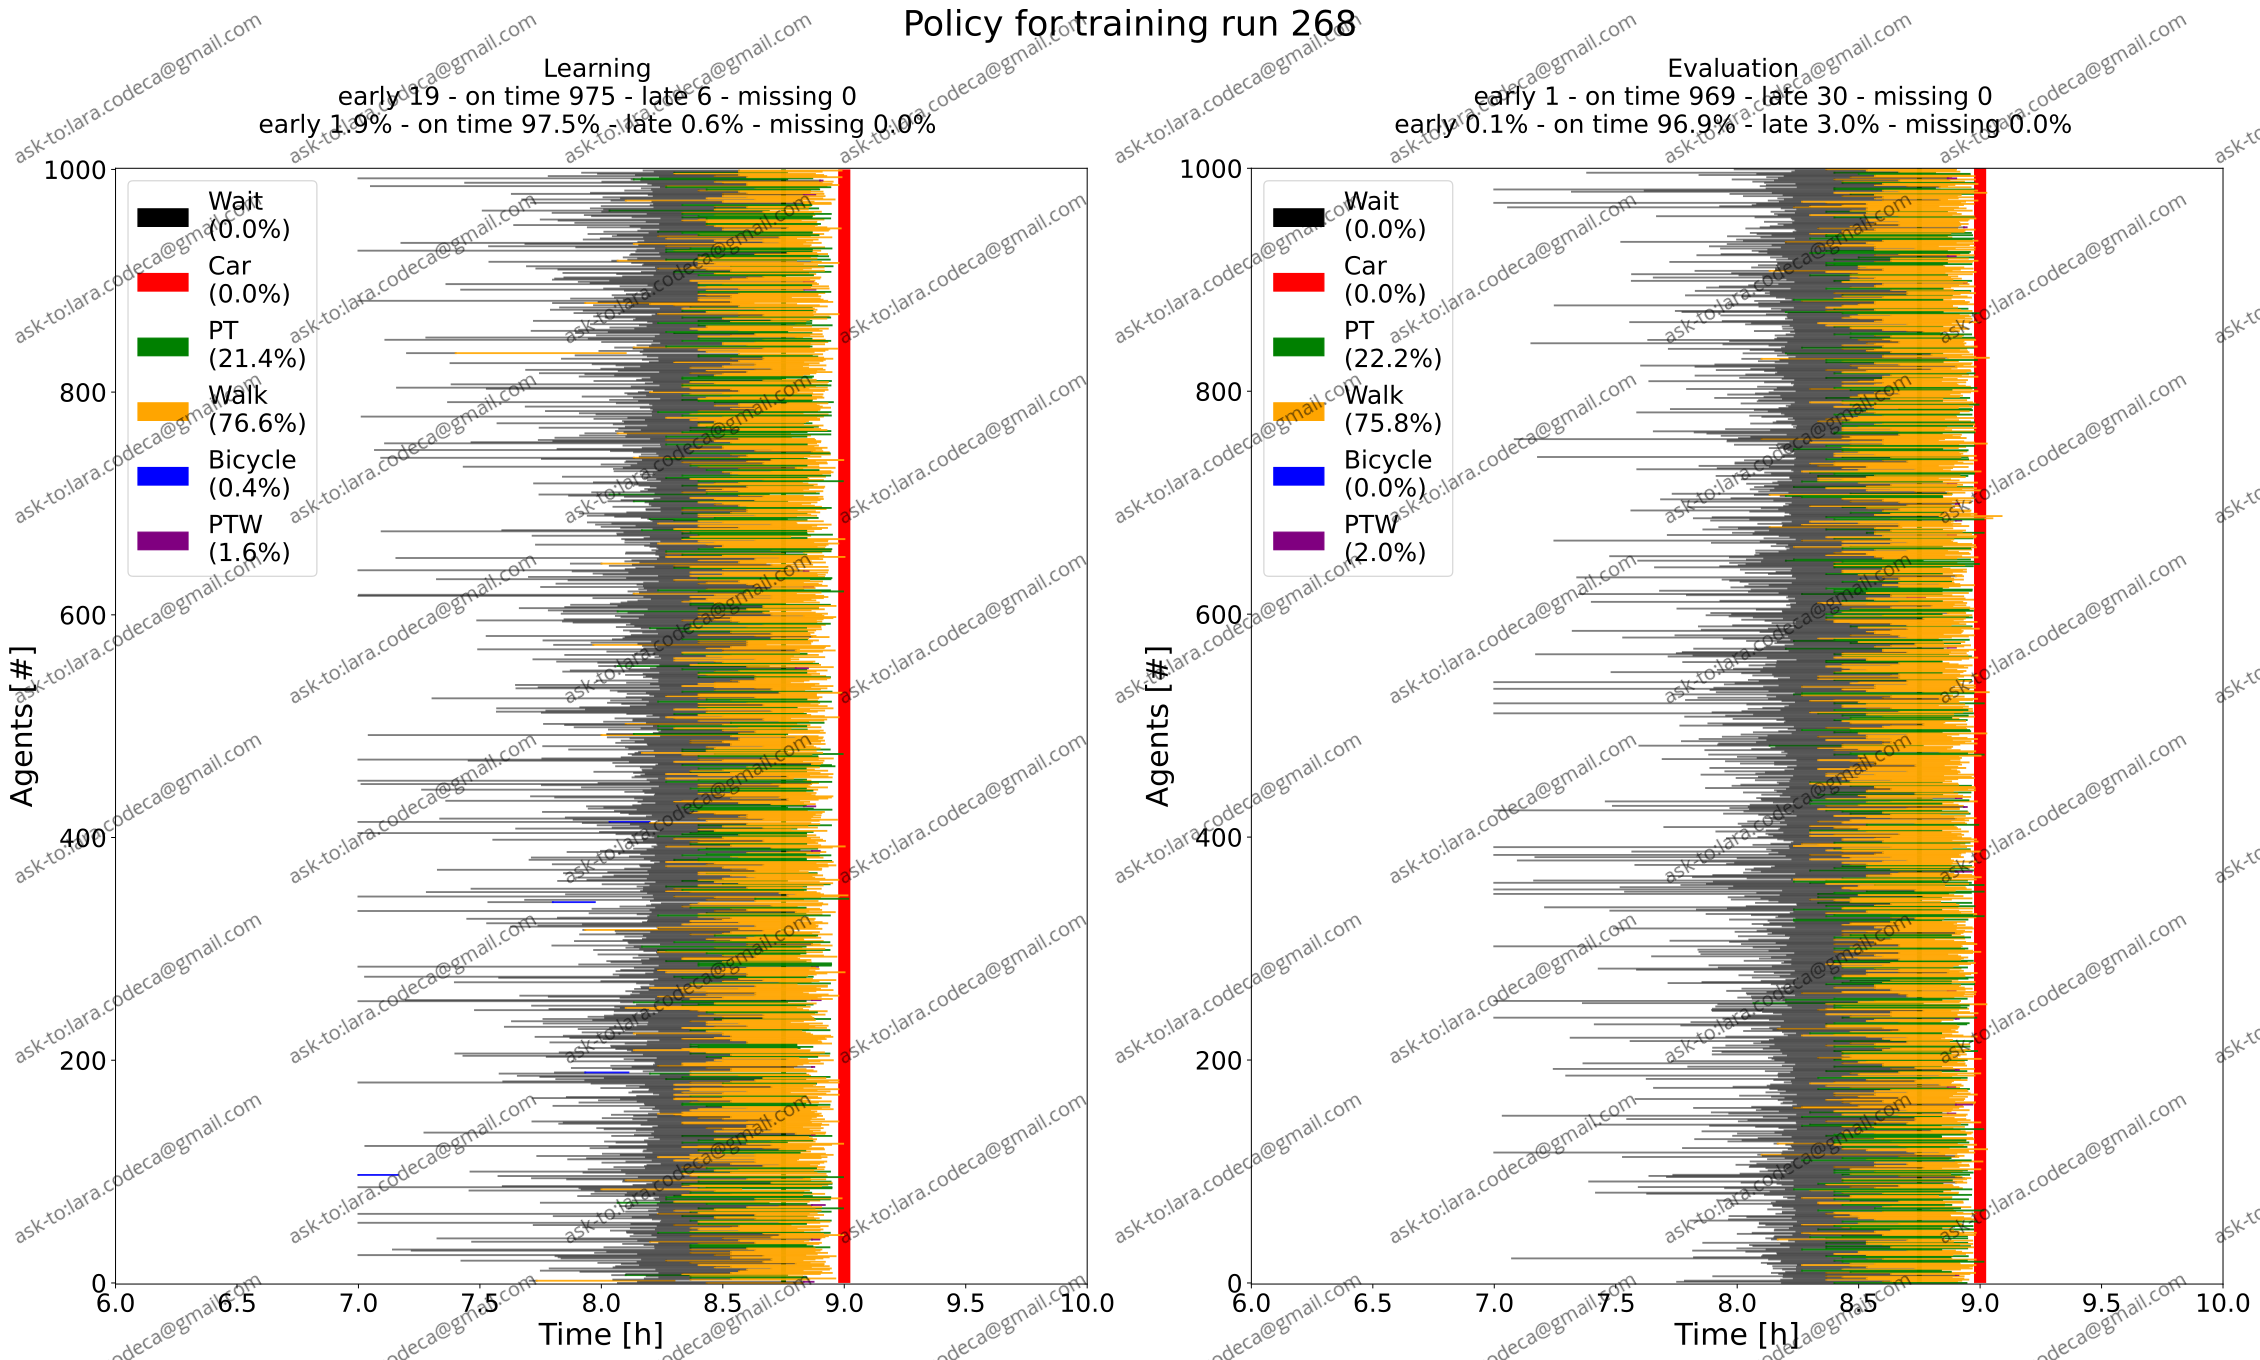 Policy for training run 268
Learning
early 19 - on time 975 - late 6 - missing 0
early 1.9% - on time 97.5% - late 0.6% - missing 0.0%
Wait
(0.0%)
Car
(0.0%)
PT
(21.4%)
Walk
(76.6%)
Bicycle
(0.4%)
PTW
(1.6%)
1000
800
600
400
200
0
Agents [#]
6.0 6.5 7.0 7.5 8.0 8.5 9.0 9.5 10.0
Time [h]
Evaluation
early 1 - on time 969 - late 30 - missing 0
early 0.1% - on time 96.9% - late 3.0% - missing 0.0%
Wait
(0.0%)
Car
(0.0%)
PT
(22.2%)
Walk
(75.8%)
Bicycle
(0.0%)
PTW
(2.0%)
1000
800
600
400
200
0
Agents [#]
6.0 6.5 7.0 7.5 8.0 8.5 9.0 9.5 10.0
Time [h]
ask-to:lara.codeca@gmail.com